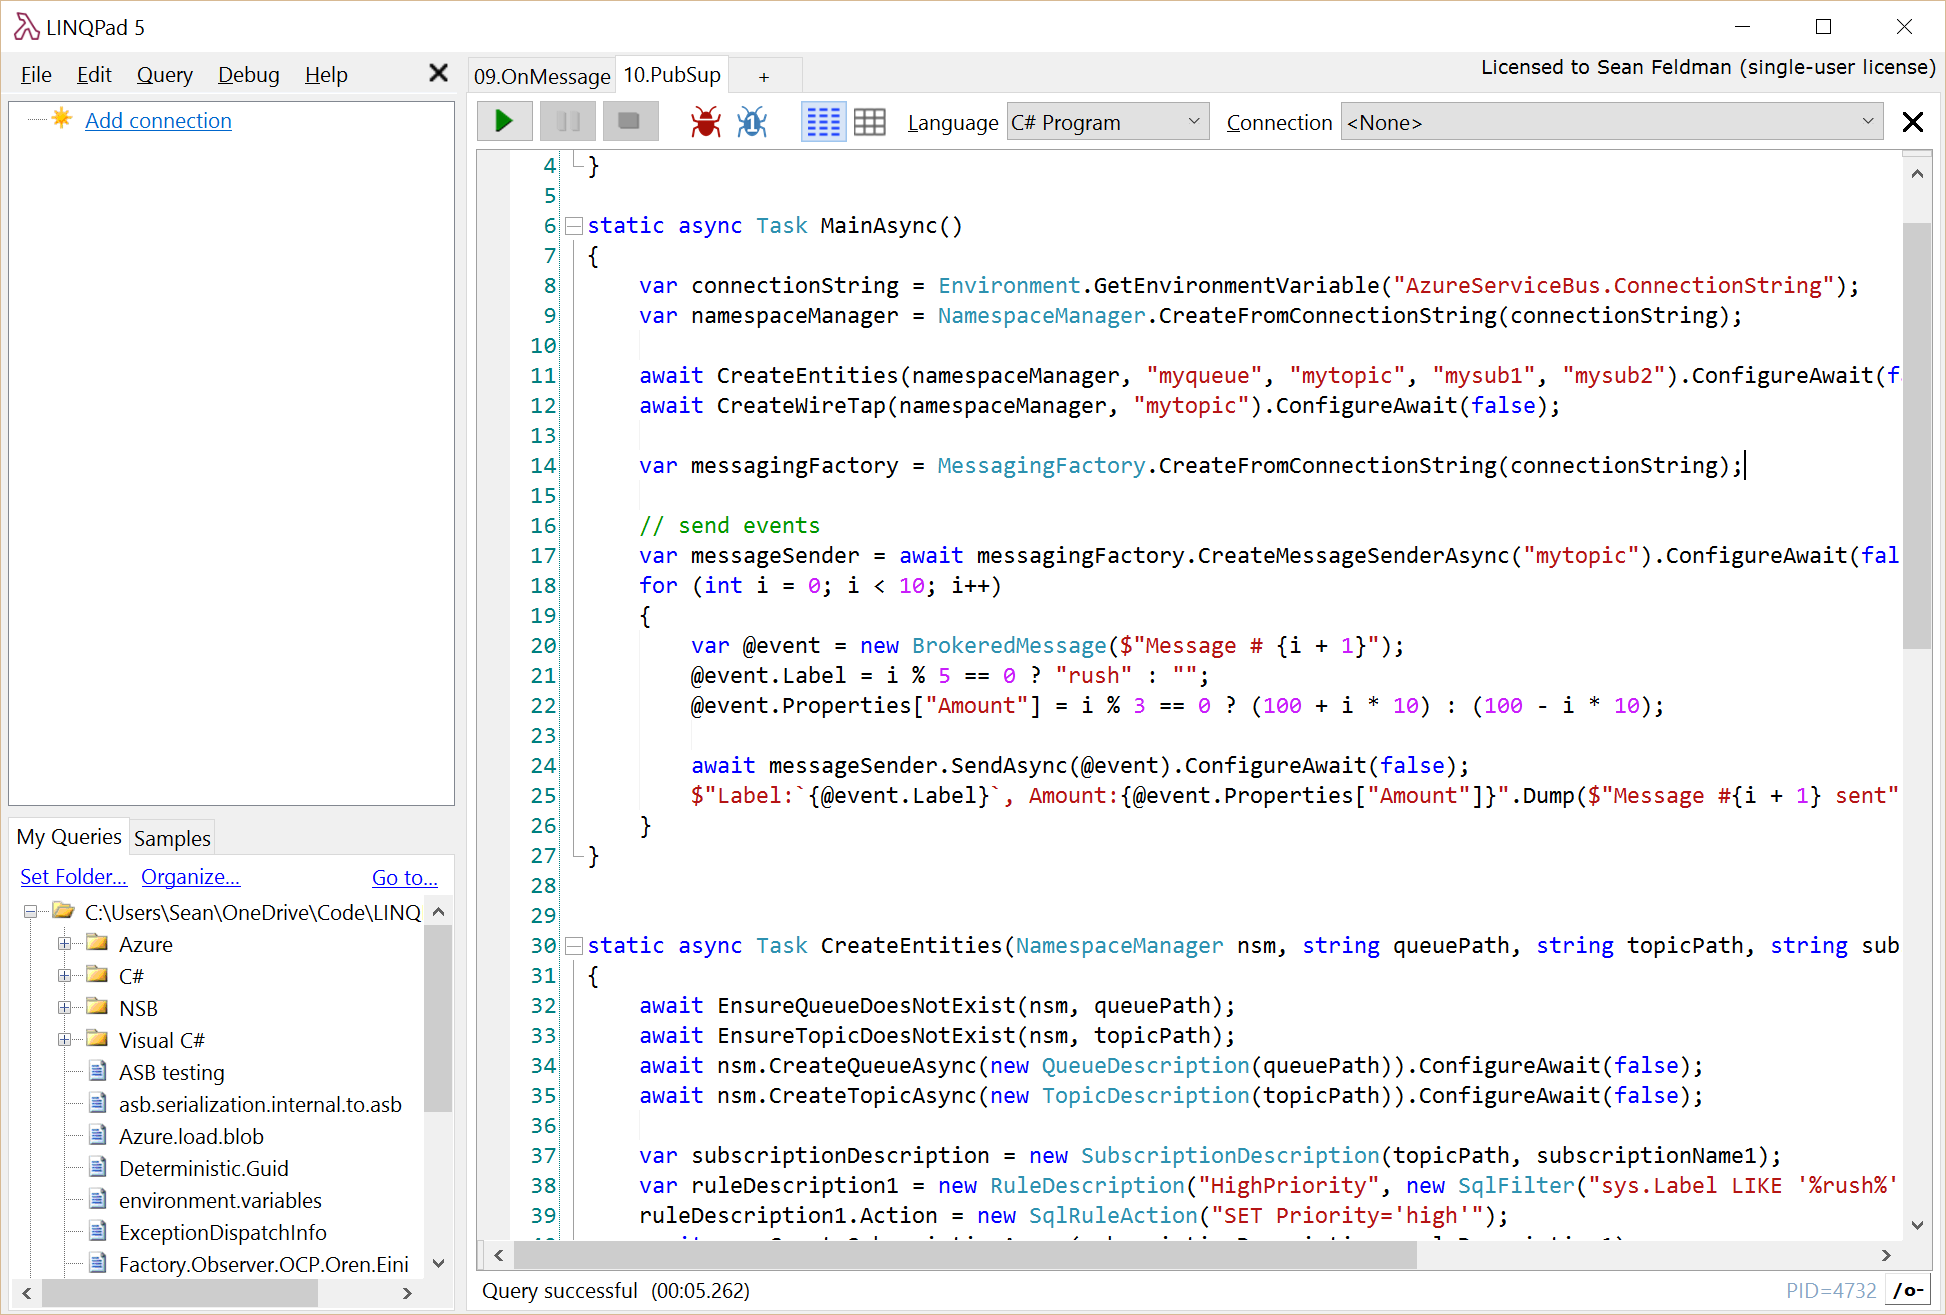 LINQPad 5
File Edit Query Debug Help
09.OnMessage 10.PubSup +
Licensed to Sean Feldman (single-user license)
Add connection
Language C# Program Connection <None>
4 }
5
6 static async Task MainAsync()
7 {
8 var connectionString = Environment.GetEnvironmentVariable("AzureServiceBus.ConnectionString");
9 var namespaceManager = NamespaceManager.CreateFromConnectionString(connectionString);
10
11 await CreateEntities(namespaceManager, "myqueue", "mytopic", "mysub1", "mysub2").ConfigureAwait(f
12 await CreateWireTap(namespaceManager, "mytopic").ConfigureAwait(false);
13
14 var messagingFactory = MessagingFactory.CreateFromConnectionString(connectionString);
15
16 // send events
17 var messageSender = await messagingFactory.CreateMessageSenderAsync("mytopic").ConfigureAwait(fal
18 for (int i = 0; i < 10; i++)
19 {
20 var @event = new BrokeredMessage($"Message # {i + 1}");
21 @event.Label = i % 5 == 0 ? "rush" : "";
22 @event.Properties["Amount"] = i % 3 == 0 ? (100 + i * 10) : (100 - i * 10);
23
24 await messageSender.SendAsync(@event).ConfigureAwait(false);
25 $"Label:`{@event.Label}`, Amount:{@event.Properties["Amount"]}".Dump($"Message #{i + 1} sent"
26 }
27 }
28
29
30 static async Task CreateEntities(NamespaceManager nsm, string queuePath, string topicPath, string sub
31 {
32 await EnsureQueueDoesNotExist(nsm, queuePath);
33 await EnsureTopicDoesNotExist(nsm, topicPath);
34 await nsm.CreateQueueAsync(new QueueDescription(queuePath)).ConfigureAwait(false);
35 await nsm.CreateTopicAsync(new TopicDescription(topicPath)).ConfigureAwait(false);
36
37 var subscriptionDescription = new SubscriptionDescription(topicPath, subscriptionName1);
38 var ruleDescription1 = new RuleDescription("HighPriority", new SqlFilter("sys.Label LIKE '%rush%'
39 ruleDescription1.Action = new SqlRuleAction("SET Priority='high'");
My Queries Samples
Set Folder... Organize... Go to...
C:\Users\Sean\OneDrive\Code\LINQ
Azure
C#
NSB
Visual C#
ASB testing
asb.serialization.internal.to.asb
Azure.load.blob
Deterministic.Guid
environment.variables
ExceptionDispatchInfo
Factory.Observer.OCP.Oren.Eini
Query successful (00:05.262)
PID=4732 /o-